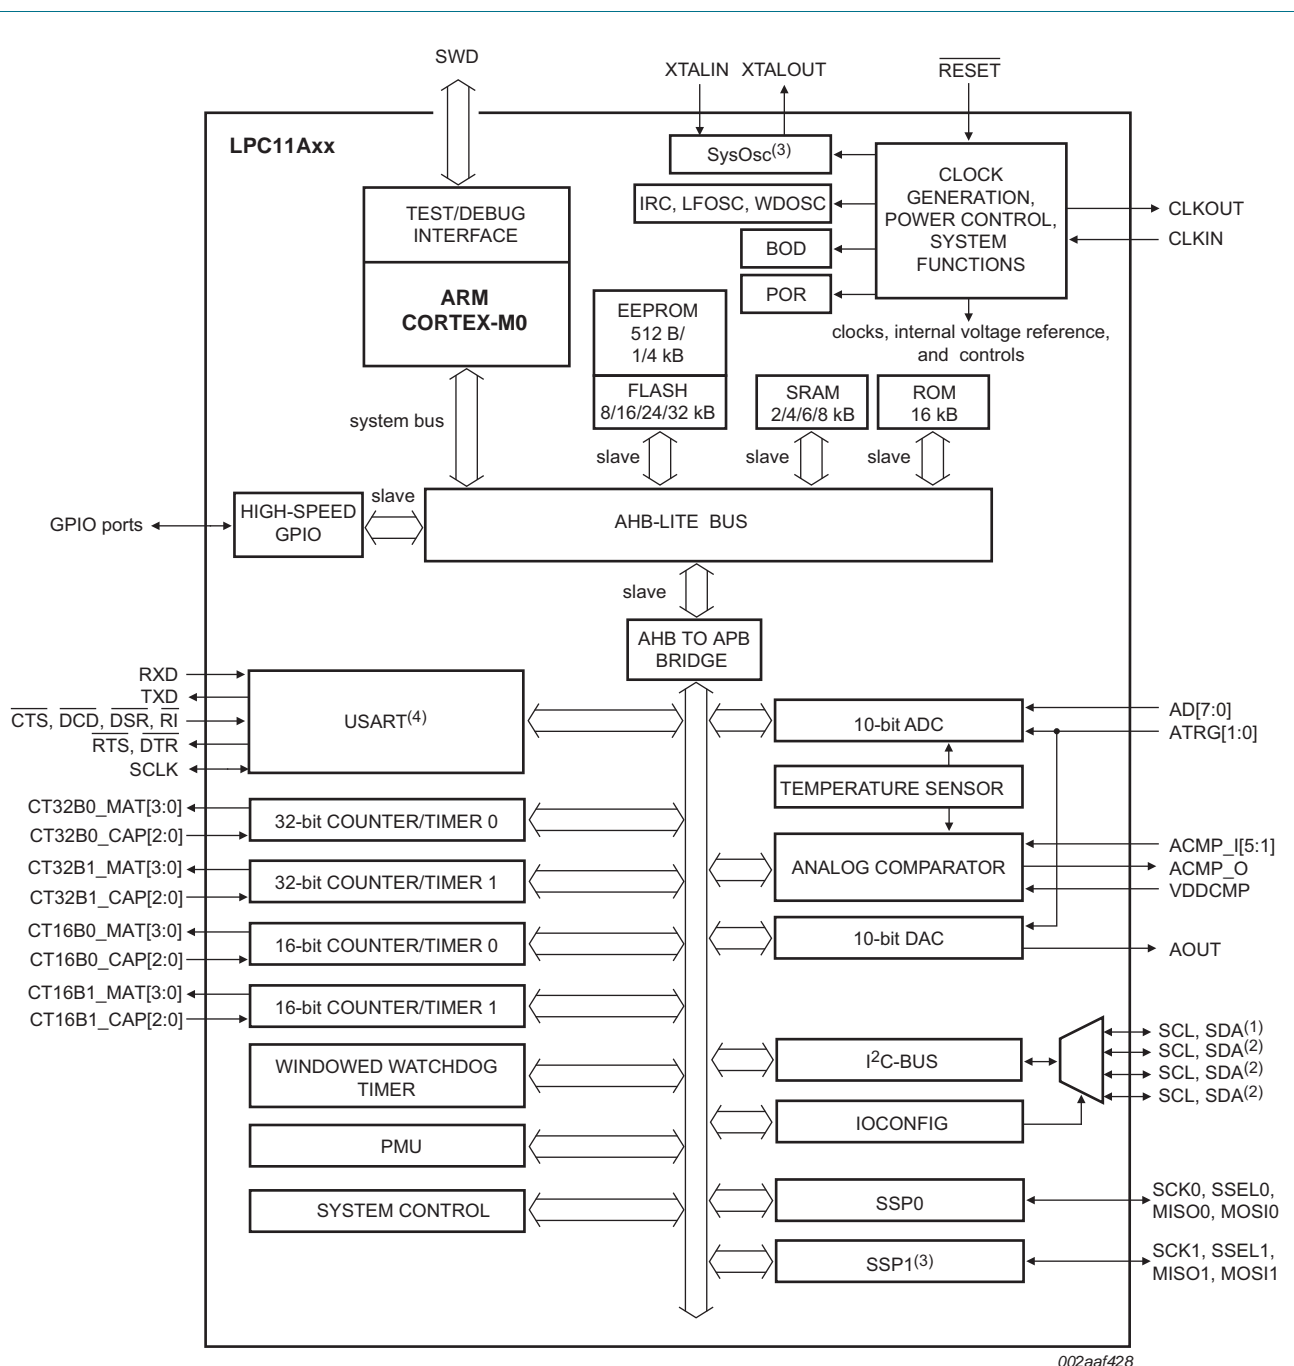 SWD
XTALIN XTALOUT
RESET
LPC11Axx
SysOsc(3)
CLOCK
GENERATION,
POWER CONTROL,
SYSTEM
FUNCTIONS
TEST/DEBUG
INTERFACE
IRC, LFOSC, WDOSC
CLKOUT
CLKIN
BOD
POR
ARM
CORTEX-M0
EEPROM
512 B/
1/4 kB
clocks, internal voltage reference,
and controls
FLASH
8/16/24/32 kB
SRAM
2/4/6/8 kB
ROM
16 kB
system bus
slave
slave
slave
slave
HIGH-SPEED
GPIO
GPIO ports
AHB-LITE BUS
slave
AHB TO APB
BRIDGE
RXD
TXD
CTS, DCD, DSR, RI
RTS, DTR
SCLK
USART(4)
10-bit ADC
AD[7:0]
ATRG[1:0]
TEMPERATURE SENSOR
CT32B0_MAT[3:0]
CT32B0_CAP[2:0]
32-bit COUNTER/TIMER 0
ANALOG COMPARATOR
ACMP_I[5:1]
ACMP_O
VDDCMP
CT32B1_MAT[3:0]
CT32B1_CAP[2:0]
32-bit COUNTER/TIMER 1
CT16B0_MAT[3:0]
CT16B0_CAP[2:0]
16-bit COUNTER/TIMER 0
10-bit DAC
AOUT
CT16B1_MAT[3:0]
CT16B1_CAP[2:0]
16-bit COUNTER/TIMER 1
WINDOWED WATCHDOG
TIMER
I2C-BUS
SCL, SDA(1)
SCL, SDA(2)
SCL, SDA(2)
SCL, SDA(2)
PMU
IOCONFIG
SYSTEM CONTROL
SSP0
SCK0, SSEL0,
MISO0, MOSI0
SSP1(3)
SCK1, SSEL1,
MISO1, MOSI1
002aaf428